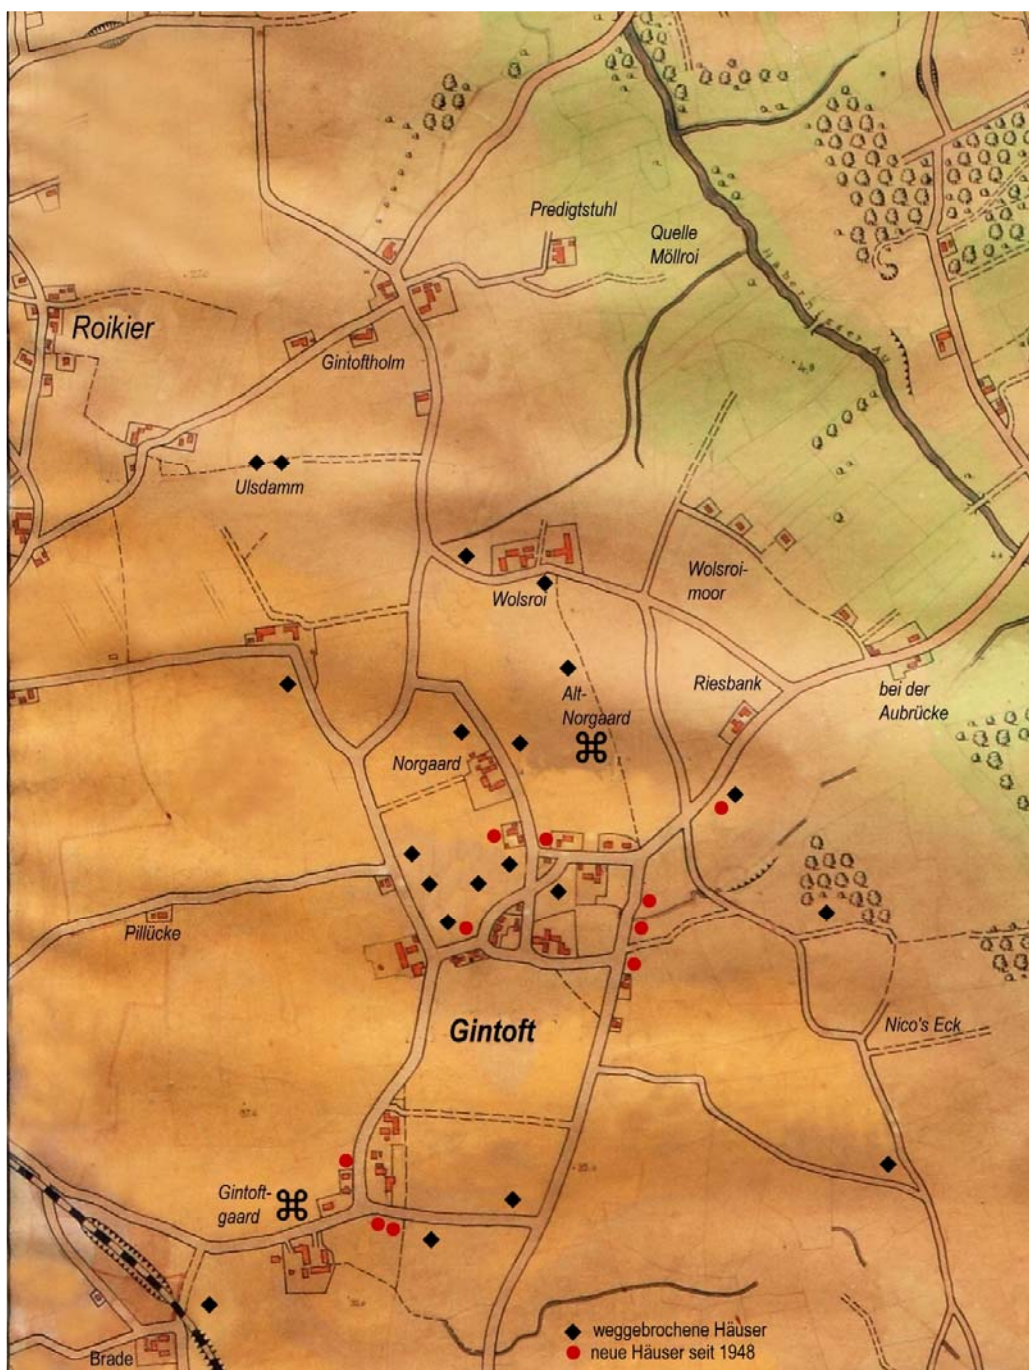 Predigtstuhl
Quelle
Möllroi
Roikier
Gintoftholm
Ulsdamm
Wolsroi
Wolsroi-
moor
Alt-
Norgaard
Riesbank
bei der
Aubrücke
Norgaard
Pillücke
Gintoft
Nico's Eck
Gintoft-
gaard
weggebrochene Häuser
neue Häuser seit 1948
Brade